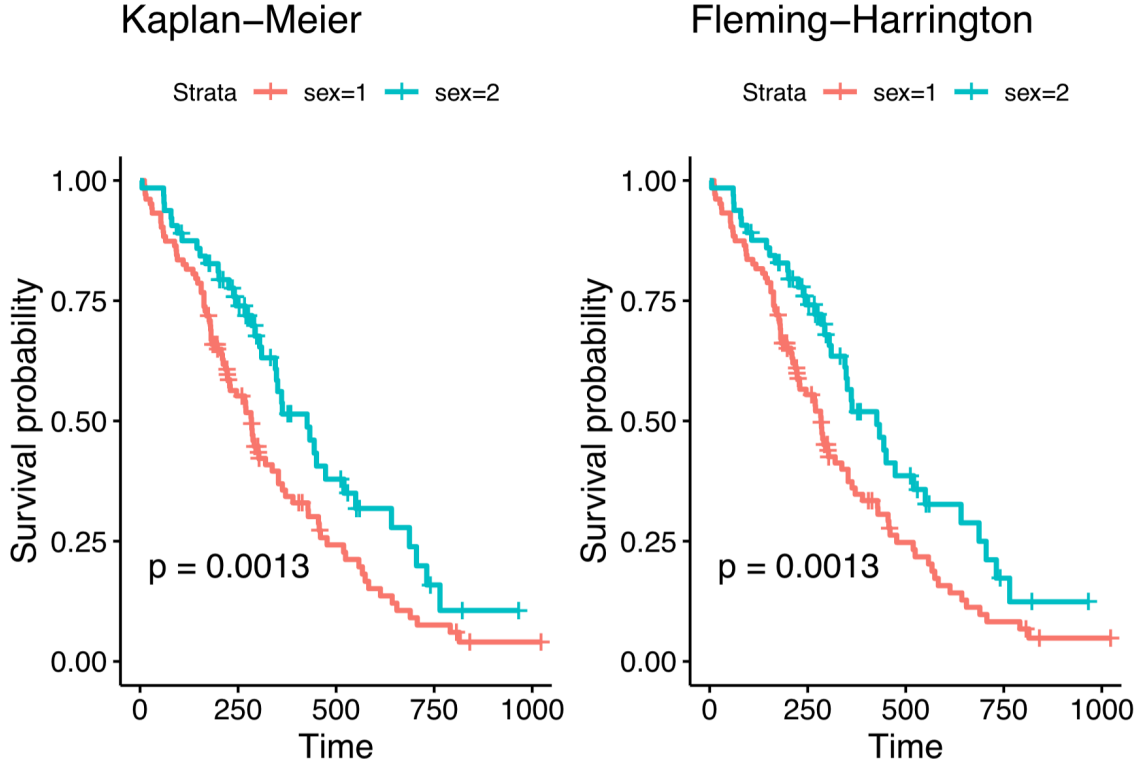 Kaplan−Meier
Strata sex=1 sex=2
Survival probability
1.00
0.75
0.50
0.25
0.00
p = 0.0013
0 250 500 750 1000
Time
Fleming−Harrington
Strata sex=1 sex=2
Survival probability
1.00
0.75
0.50
0.25
0.00
p = 0.0013
0 250 500 750 1000
Time